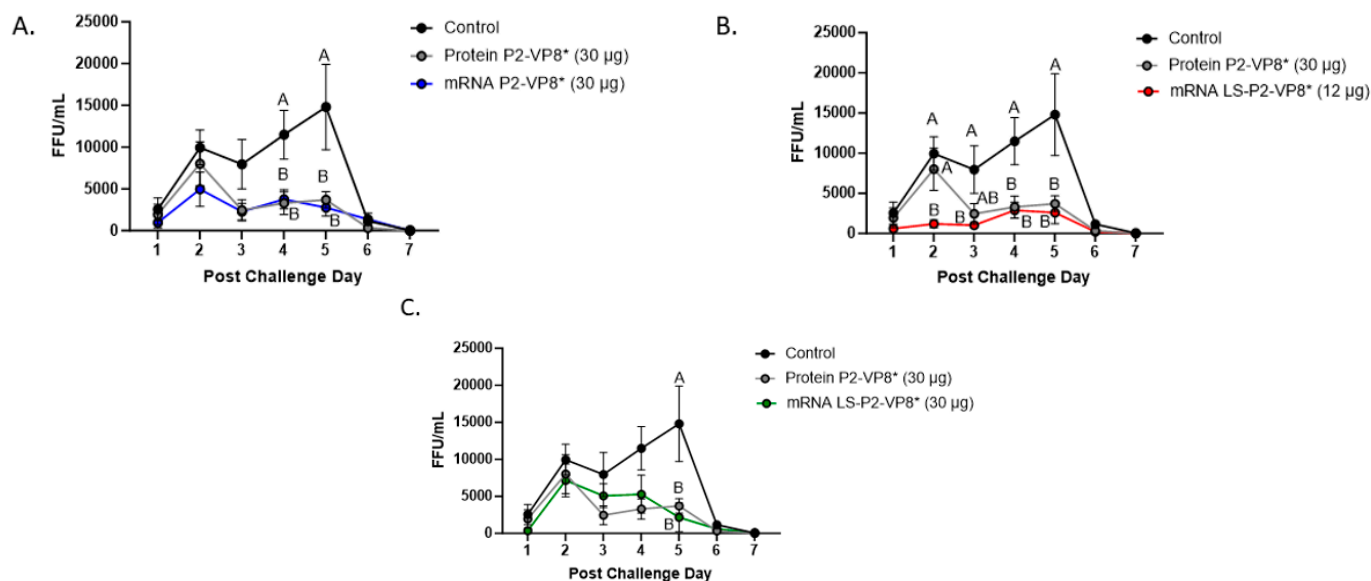 A.
25000
20000
15000
10000
5000
0
FFU/mL
A
A
B
B
B
B
1 2 3 4 5 6 7
Post Challenge Day
Control
Protein P2-VP8* (30 µg)
mRNA P2-VP8* (30 µg)
B.
25000
20000
15000
10000
5000
0
FFU/mL
A
A
A
A
A
AB
B
B
B
B
B
B
1 2 3 4 5 6 7
Post Challenge Day
Control
Protein P2-VP8* (30 µg)
mRNA LS-P2-VP8* (12 µg)
C.
25000
20000
15000
10000
5000
0
FFU/mL
A
B
B
1 2 3 4 5 6 7
Post Challenge Day
Control
Protein P2-VP8* (30 µg)
mRNA LS-P2-VP8* (30 µg)